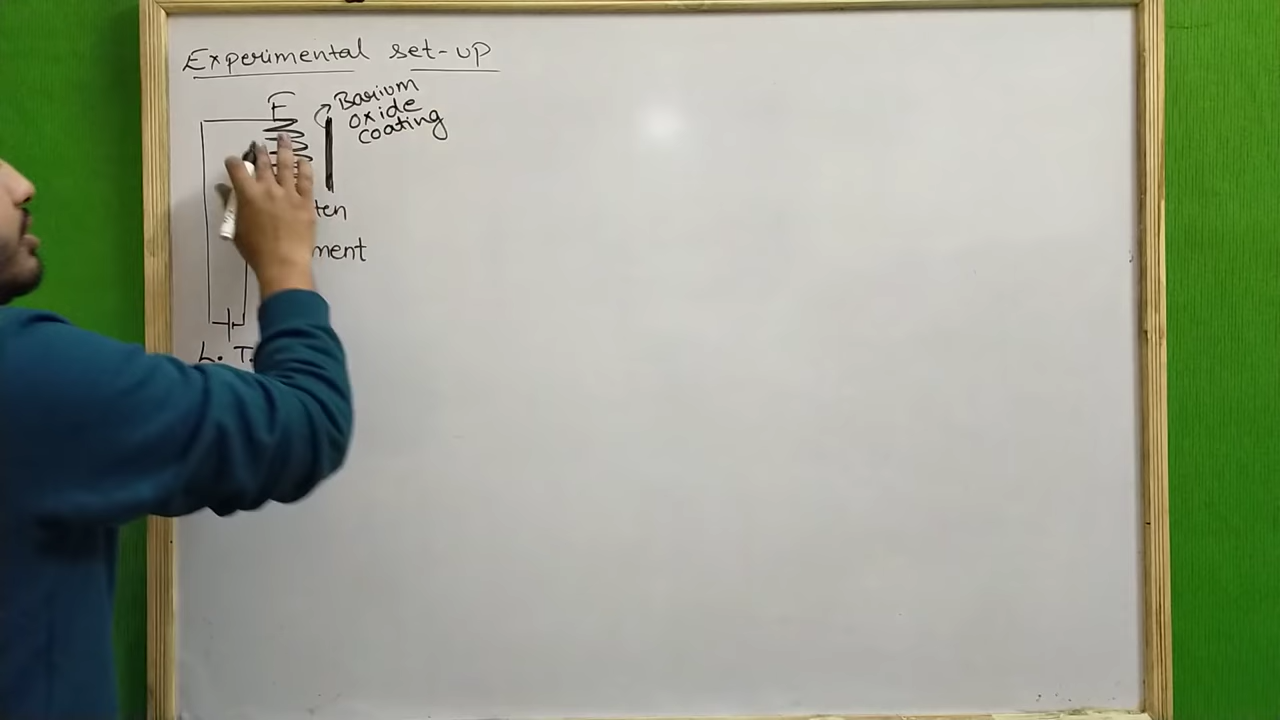 Experimental set-up
F
Barium
oxide
coating
ten
ment
L. T.